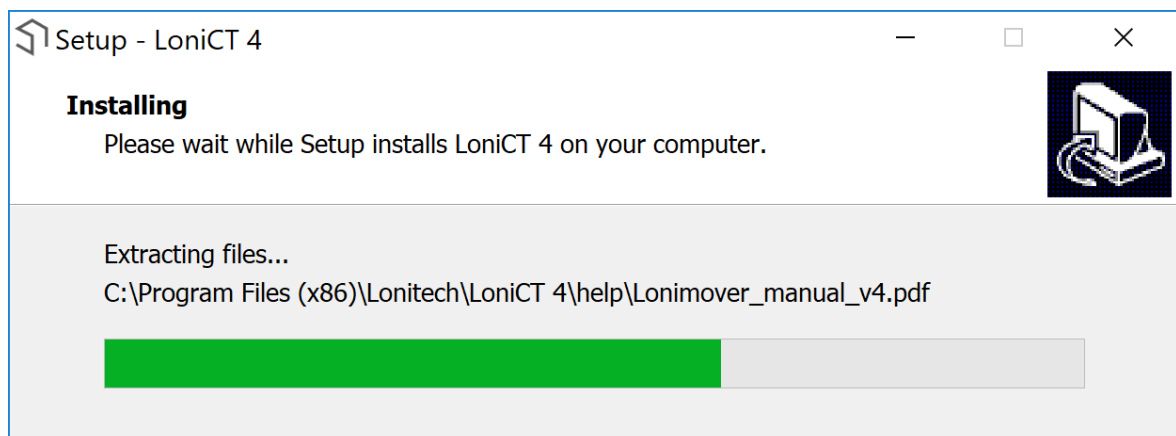 Setup - LoniCT 4
Installing
Please wait while Setup installs LoniCT 4 on your computer.
Extracting files...
C:\Program Files (x86)\Lonitech\LoniCT 4\help\Lonimover_manual_v4.pdf